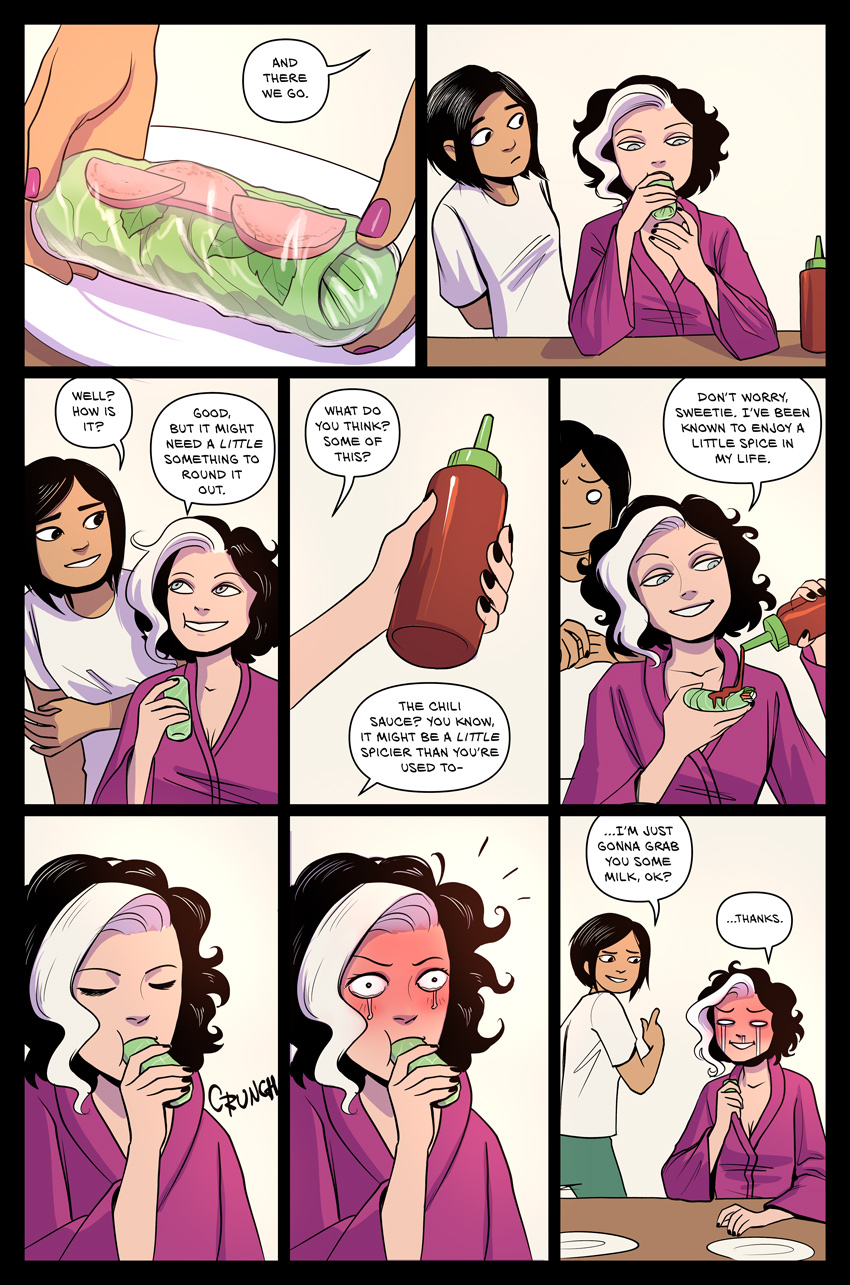 AND
THERE
WE GO.
WELL?
HOW IS
IT?
GOOD,
BUT IT MIGHT
NEED A LITTLE
SOMETHING TO
ROUND IT
OUT.
WHAT DO
YOU THINK?
SOME OF
THIS?
THE CHILI
SAUCE? YOU KNOW,
IT MIGHT BE A LITTLE
SPICIER THAN YOU'RE
USED TO-
DON'T WORRY,
SWEETIE. I'VE BEEN
KNOWN TO ENJOY A
LITTLE SPICE IN
MY LIFE.
CRUNCH
...I'M JUST
GONNA GRAB
YOU SOME
MILK, OK?
...THANKS.